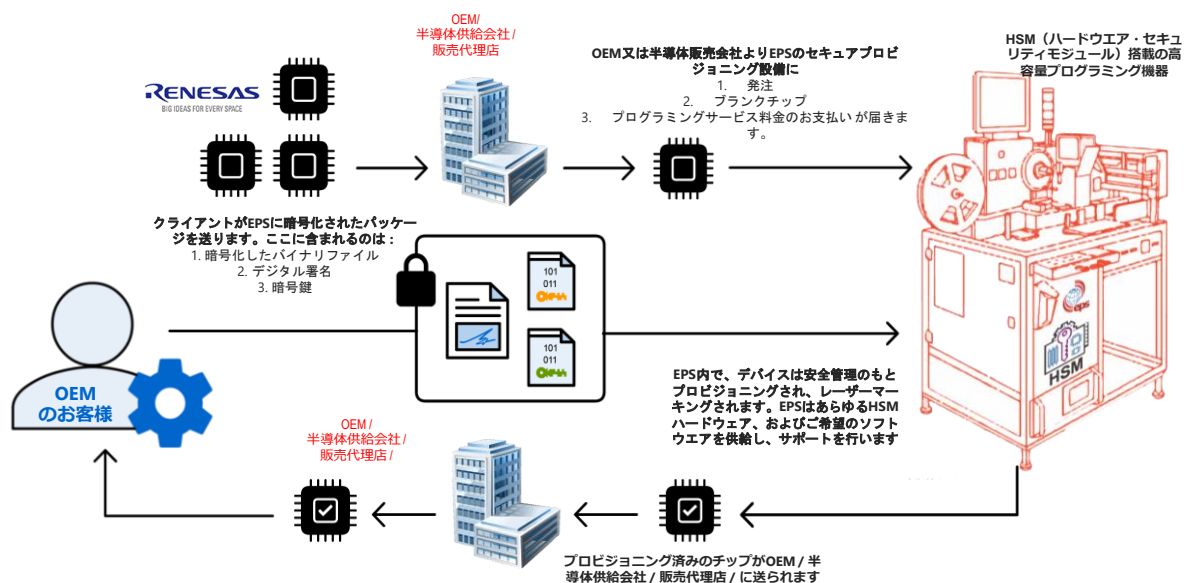 OEM/
半導体供給会社 /
販売代理店
RENESAS
BIG IDEAS FOR EVERY SPACE
OEM又は半導体販売会社よりEPSのセキュアプロビ
ジョニング設備に
1. 発注
2. ブランクチップ
3. プログラミングサービス料金のお支払い が届きま
す。
HSM（ハードウエア・セキュ
リティモジュール）搭載の高
容量プログラミング機器
クライアントがEPSに暗号化されたパッケー
ジを送ります。ここに含まれるのは：
1. 暗号化したバイナリファイル
2. デジタル署名
3. 暗号鍵
101
011
101
011
OEM
のお客様
eps
HSM
EPS内で、デバイスは安全管理のもと
プロビジョニングされ、レーザーマー
キングされます。EPSはあらゆるHSM
ハードウェア、およびご希望のソフト
ウエアを供給し、サポートを行います
OEM /
半導体供給会社 /
販売代理店 /
プロビジョニング済みのチップがOEM / 半
導体供給会社 / 販売代理店 / に送られます